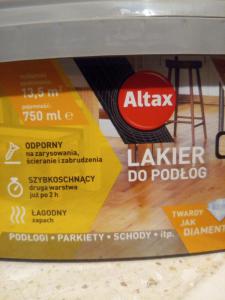 13,5 m²
pojemność:
750 ml e
Altax
ODPORNY
na zarysowania,
ścieranie i zabrudzenia
SZYBKOSCHNĄCY
druga warstwa
już po 2 h
ŁAGODNY
zapach
LAKIER
DO PODŁÓG
TWARDY
JAK
DIAMENT
PODŁOGI • PARKIETY • SCHODY • itp.
Altax